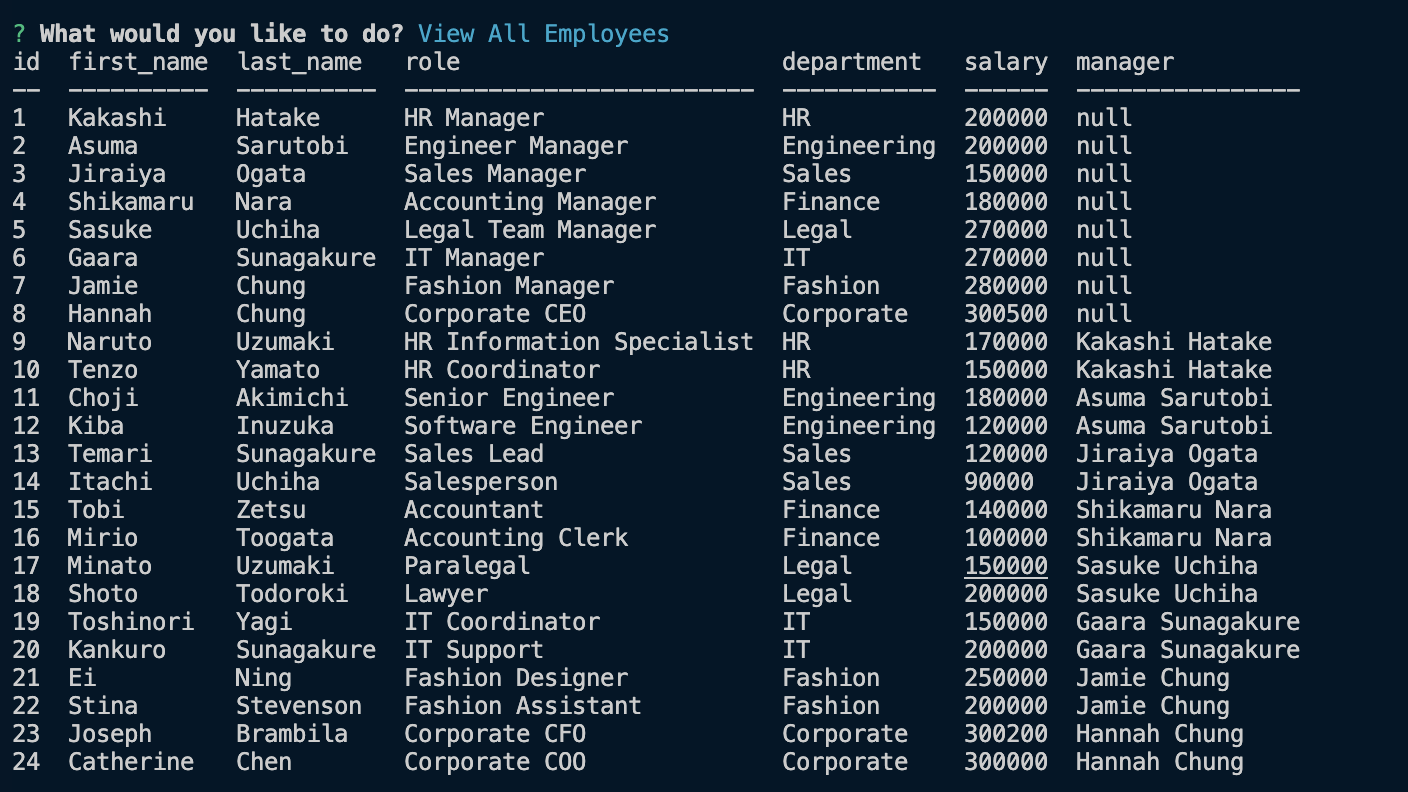 ? What would you like to do? View All Employees
id  first_name  last_name   role                       department   salary  manager
--  ----------  ----------  -------------------------  -----------  ------  ----------------
1   Kakashi     Hatake      HR Manager                 HR           200000  null
2   Asuma       Sarutobi    Engineer Manager           Engineering  200000  null
3   Jiraiya     Ogata       Sales Manager              Sales        150000  null
4   Shikamaru   Nara        Accounting Manager         Finance      180000  null
5   Sasuke      Uchiha      Legal Team Manager         Legal        270000  null
6   Gaara       Sunagakure  IT Manager                 IT           270000  null
7   Jamie       Chung       Fashion Manager            Fashion      280000  null
8   Hannah      Chung       Corporate CEO              Corporate    300500  null
9   Naruto      Uzumaki     HR Information Specialist  HR           170000  Kakashi Hatake
10  Tenzo       Yamato      HR Coordinator             HR           150000  Kakashi Hatake
11  Choji       Akimichi    Senior Engineer            Engineering  180000  Asuma Sarutobi
12  Kiba        Inuzuka     Software Engineer          Engineering  120000  Asuma Sarutobi
13  Temari      Sunagakure  Sales Lead                 Sales        120000  Jiraiya Ogata
14  Itachi      Uchiha      Salesperson                Sales        90000   Jiraiya Ogata
15  Tobi        Zetsu       Accountant                 Finance      140000  Shikamaru Nara
16  Mirio       Toogata     Accounting Clerk           Finance      100000  Shikamaru Nara
17  Minato      Uzumaki     Paralegal                  Legal        150000  Sasuke Uchiha
18  Shoto       Todoroki    Lawyer                     Legal        200000  Sasuke Uchiha
19  Toshinori   Yagi        IT Coordinator             IT           150000  Gaara Sunagakure
20  Kankuro     Sunagakure  IT Support                 IT           200000  Gaara Sunagakure
21  Ei          Ning        Fashion Designer           Fashion      250000  Jamie Chung
22  Stina       Stevenson   Fashion Assistant          Fashion      200000  Jamie Chung
23  Joseph      Brambila    Corporate CFO              Corporate    300200  Hannah Chung
24  Catherine   Chen        Corporate COO              Corporate    300000  Hannah Chung